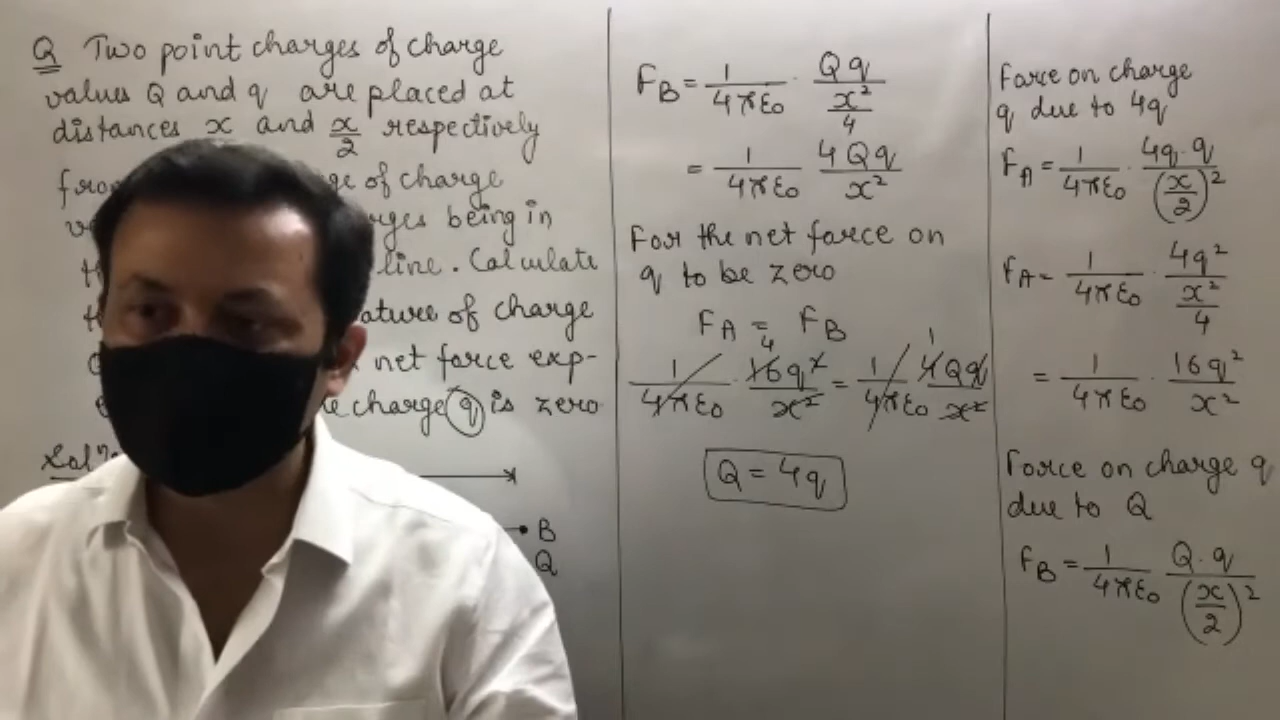 Q Two point charges of charge
values Q and q are placed at
distances x and x/2 respectively
of charge
being in
line. Calculate
of charge
net force exp-
charge q is zero
Solⁿ
B
Q
F_B = 1/4πε₀ · Qq/(x²/4)
= 1/4πε₀ 4Qq/x²
For the net force on
q to be zero
F_A = F_B
1/4πε₀ · 16q²/x² = 1/4πε₀ 4Qq/x²
4 1
Q = 4q
Force on charge
q due to 4q
F_A = 1/4πε₀ · 4q·q/(x/2)²
F_A = 1/4πε₀ · 4q²/(x²/4)
= 1/4πε₀ · 16q²/x²
Force on charge q
due to Q
F_B = 1/4πε₀ Q·q/(x/2)²